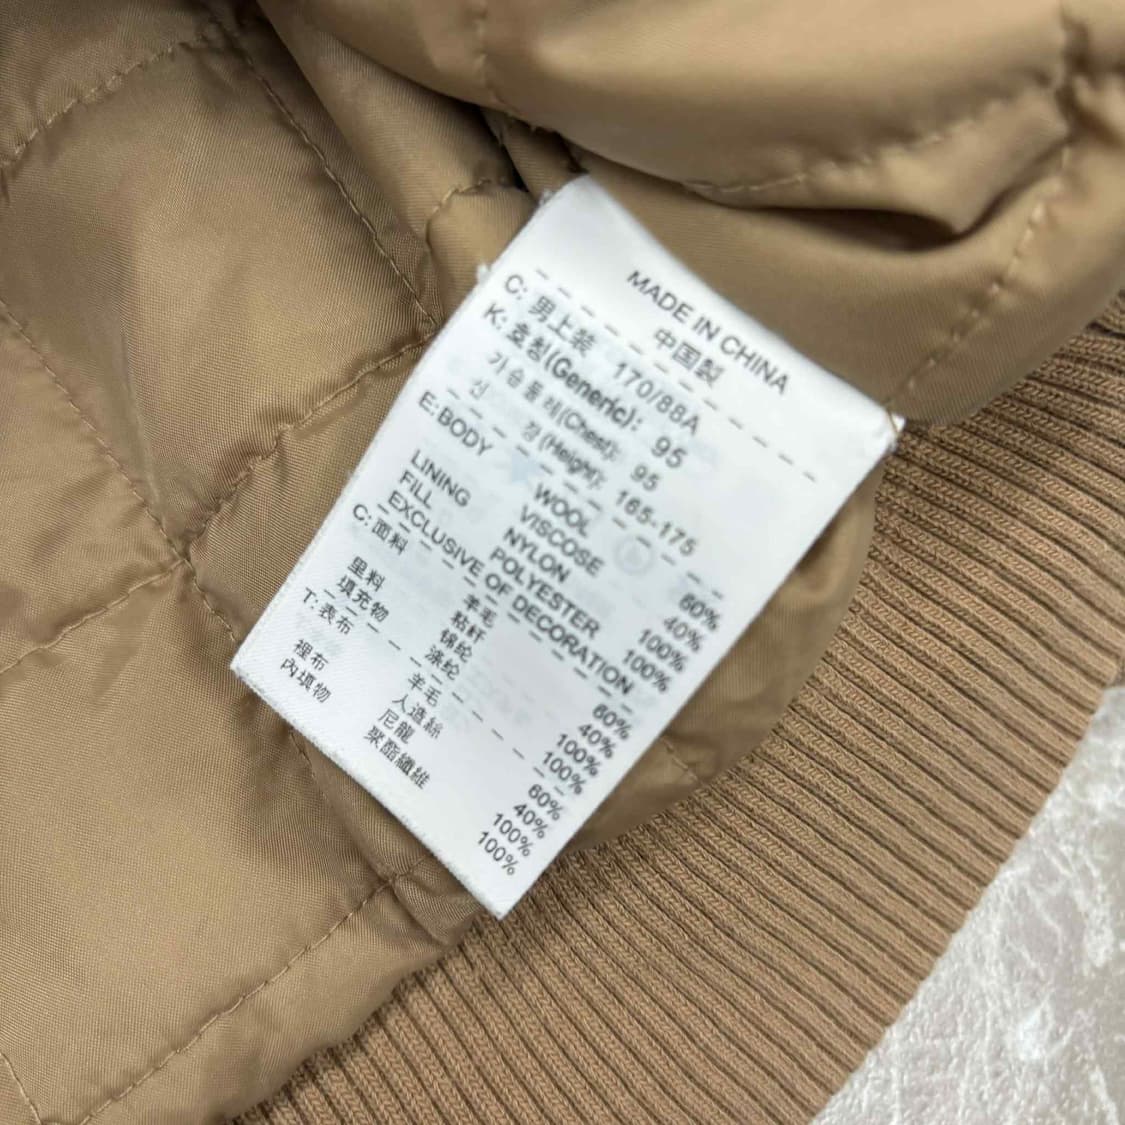 MADE IN CHINA
中国製
C: 男上装 170/88A
K: 호칭(Generic): 95
가슴둘레(Chest): 95
신 장(Height): 165-175
E: BODY WOOL 60%
VISCOSE 40%
LINING NYLON 100%
FILL POLYESTER 100%
EXCLUSIVE OF DECORATION
C: 面料 羊毛 60%
粘纤 40%
里料 锦纶 100%
填充物 涤纶 100%
T: 表布 羊毛 60%
人造絲 40%
裡布 尼龍 100%
內填物 聚酯纖維 100%